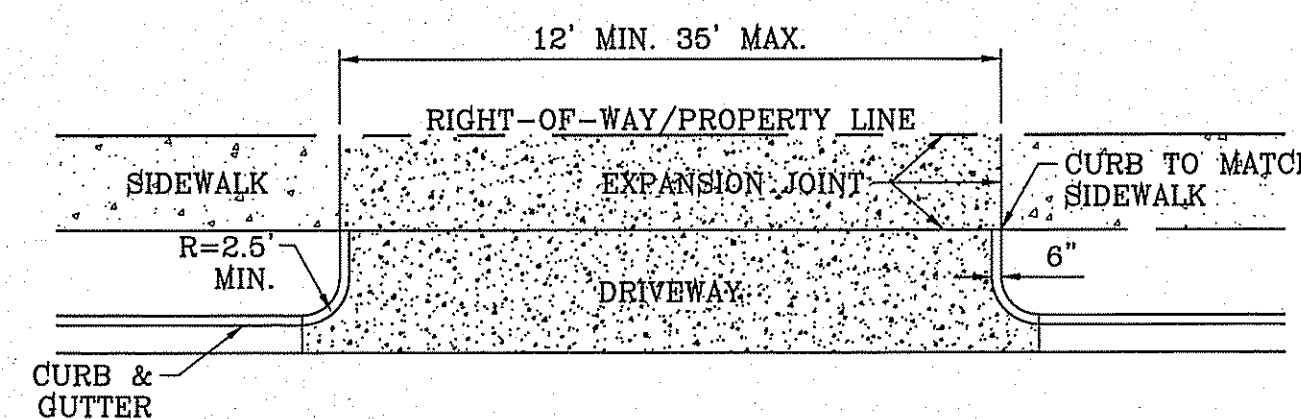 12' MIN. 35' MAX.
RIGHT-OF-WAY/PROPERTY LINE
SIDEWALK
EXPANSION JOINT
CURB TO MATC
SIDEWALK
R=2.5'
MIN.
6"
DRIVEWAY
CURB &
GUTTER